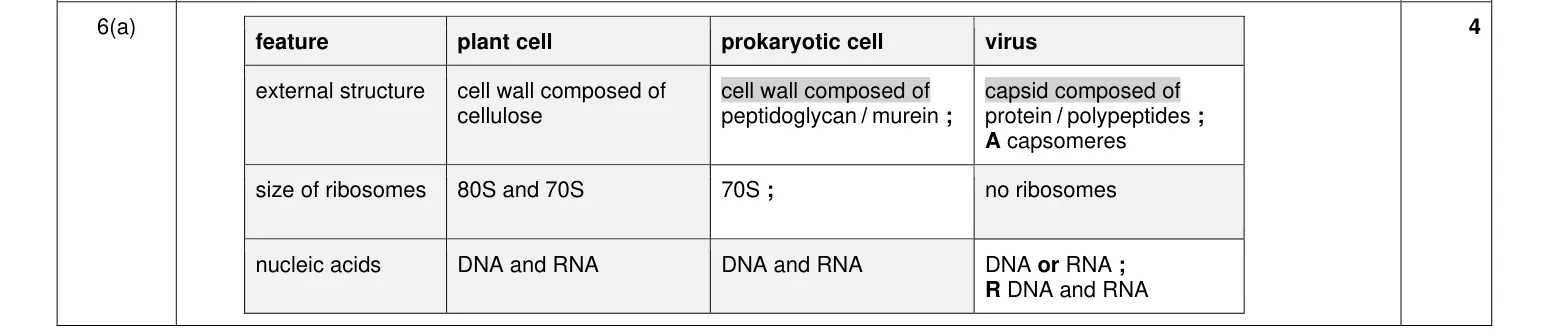 6(a)
4
feature plant cell prokaryotic cell virus
external structure cell wall composed of cell wall composed of capsid composed of
cellulose peptidoglycan / murein ; protein / polypeptides ;
A capsomeres
size of ribosomes 80S and 70S 70S ; no ribosomes
nucleic acids DNA and RNA DNA and RNA DNA or RNA ;
R DNA and RNA